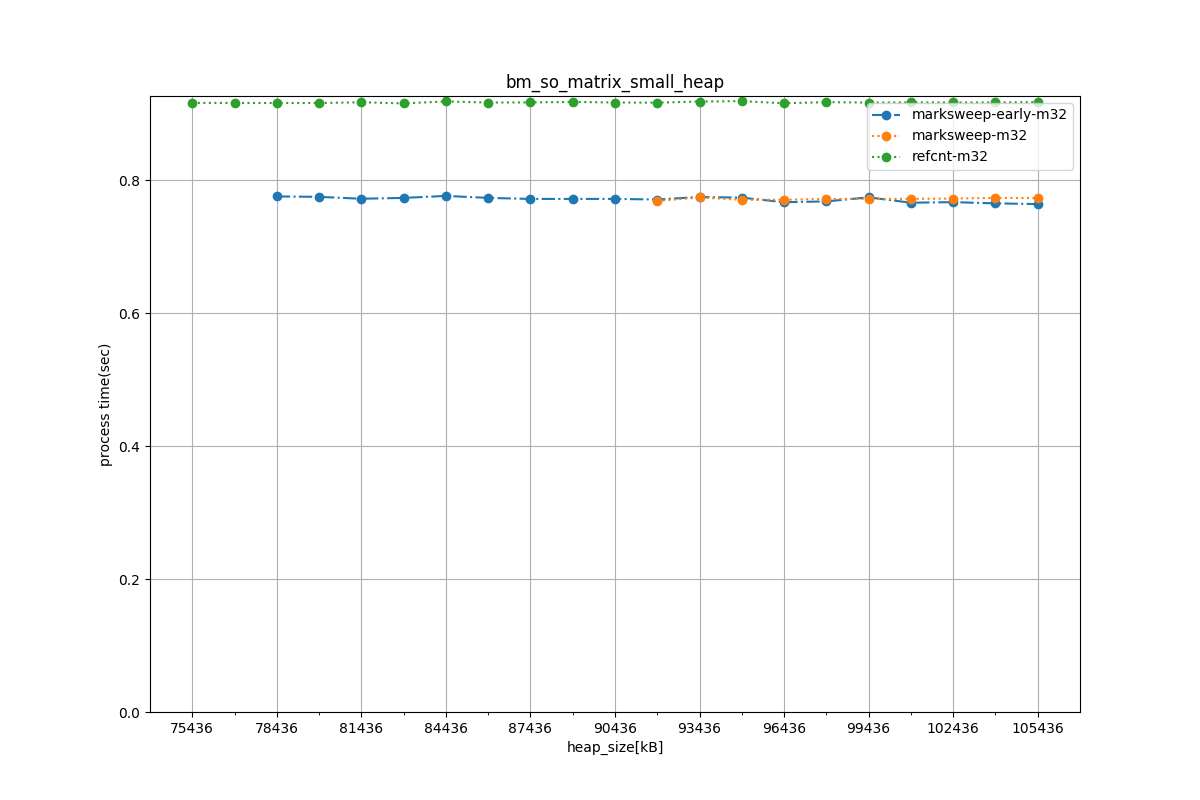 bm_so_matrix_small_heap
marksweep-early-m32
marksweep-m32
refcnt-m32
0.8
0.6
0.4
0.2
0.0
process time(sec)
75436 78436 81436 84436 87436 90436 93436 96436 99436 102436 105436
heap_size[kB]